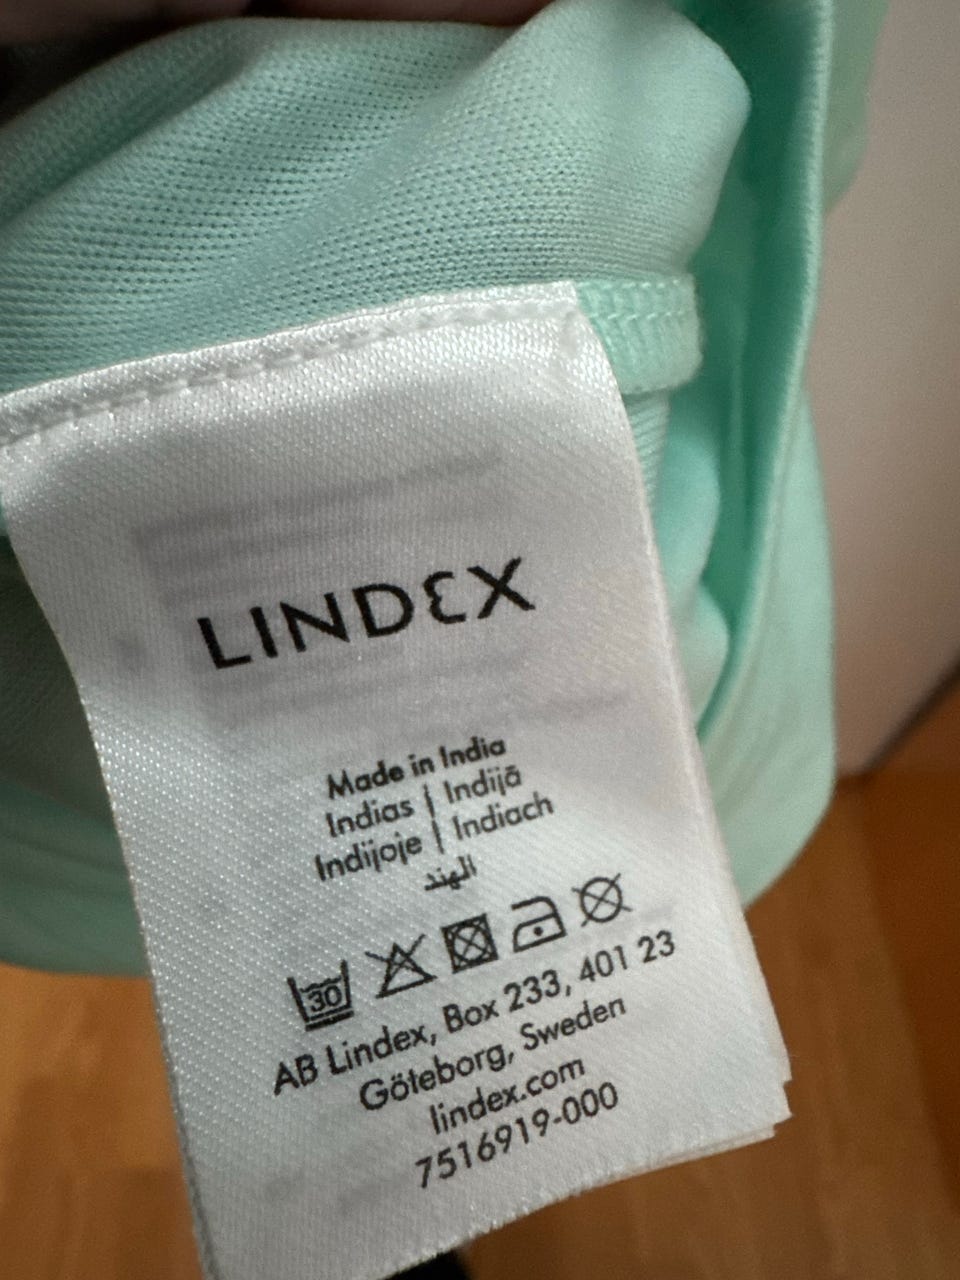 LINDEX
Made in India
Indias | Indijā
Indijoje | Indiach
الهند
30
AB Lindex, Box 233, 401 23
Göteborg, Sweden
lindex.com
7516919-000